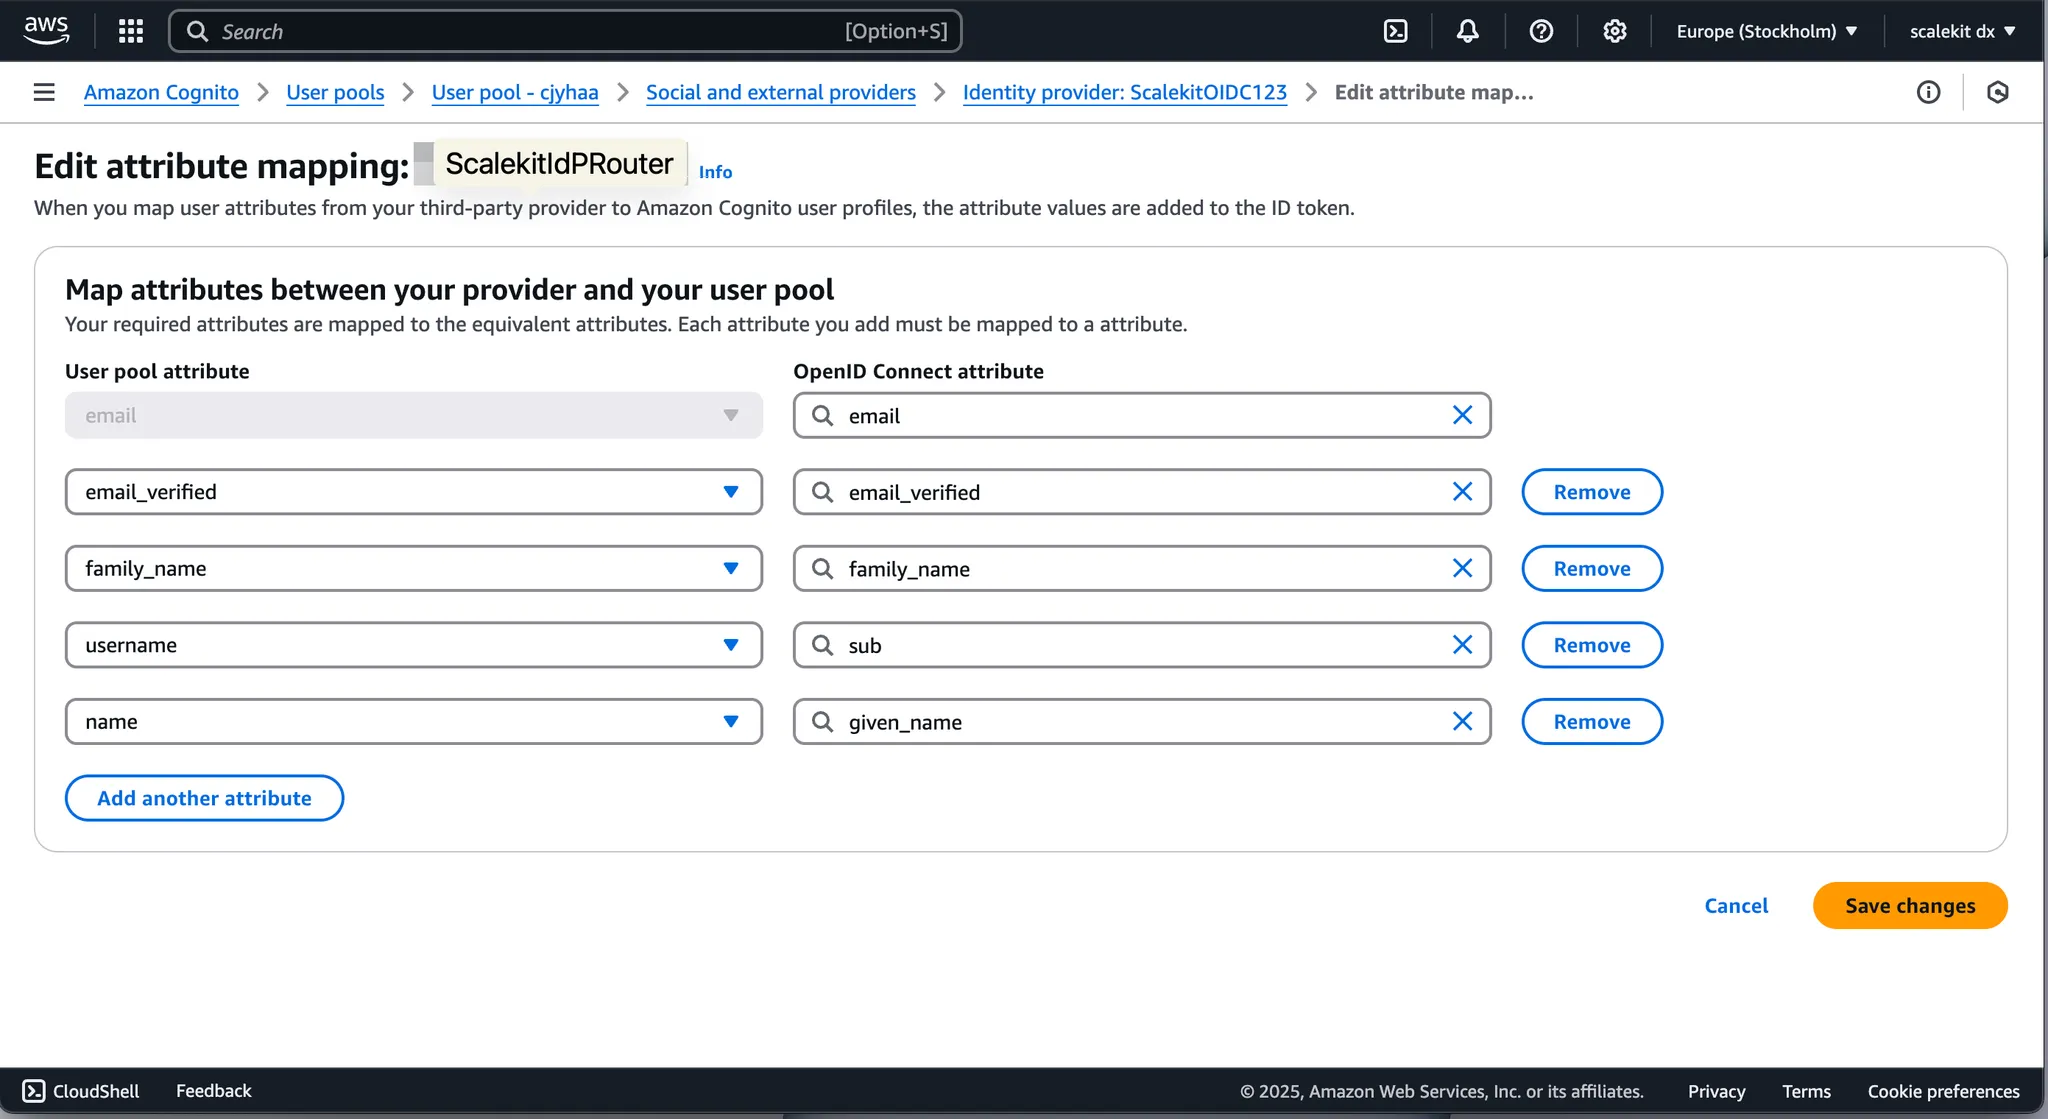 aws
Search [Option+S] Europe (Stockholm) scalekit dx
Amazon Cognito User pools User pool - cjyhaa Social and external providers Identity provider: ScalekitOIDC123 Edit attribute map...
Edit attribute mapping: ScalekitIdPRouter Info
When you map user attributes from your third-party provider to Amazon Cognito user profiles, the attribute values are added to the ID token.
Map attributes between your provider and your user pool
Your required attributes are mapped to the equivalent attributes. Each attribute you add must be mapped to a attribute.
User pool attribute OpenID Connect attribute
email email
email_verified email_verified Remove
family_name family_name Remove
username sub Remove
name given_name Remove
Add another attribute
Cancel Save changes
CloudShell Feedback © 2025, Amazon Web Services, Inc. or its affiliates. Privacy Terms Cookie preferences